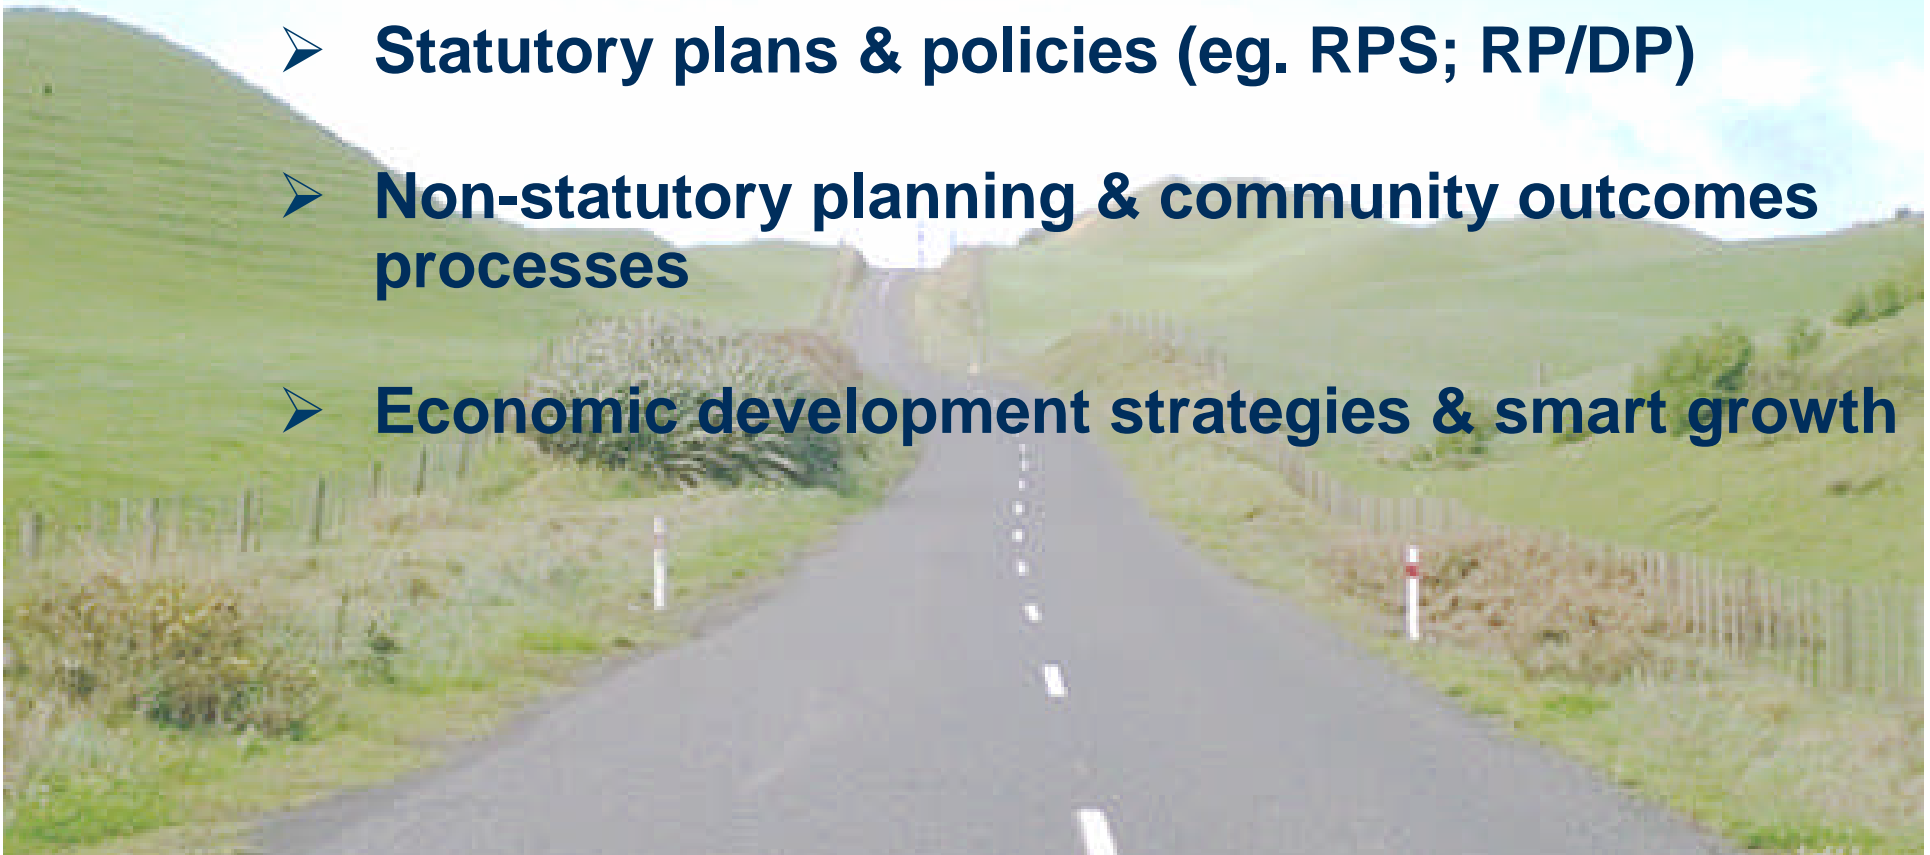 ➢ Statutory plans & policies (eg. RPS; RP/DP)
➢ Non-statutory planning & community outcomes
processes
➢ Economic development strategies & smart growth